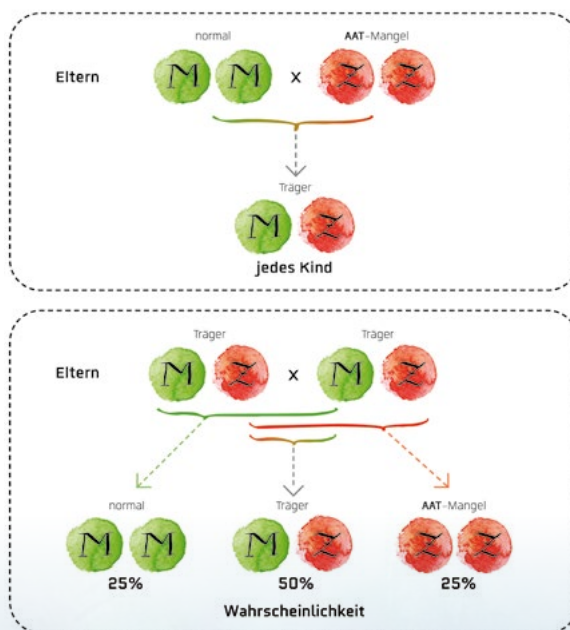 normal AAT-Mangel
Eltern M M x Z Z
Träger
M Z
jedes Kind
Träger Träger
Eltern M Z x M Z
normal Träger AAT-Mangel
M M M Z Z Z
25% 50% 25%
Wahrscheinlichkeit